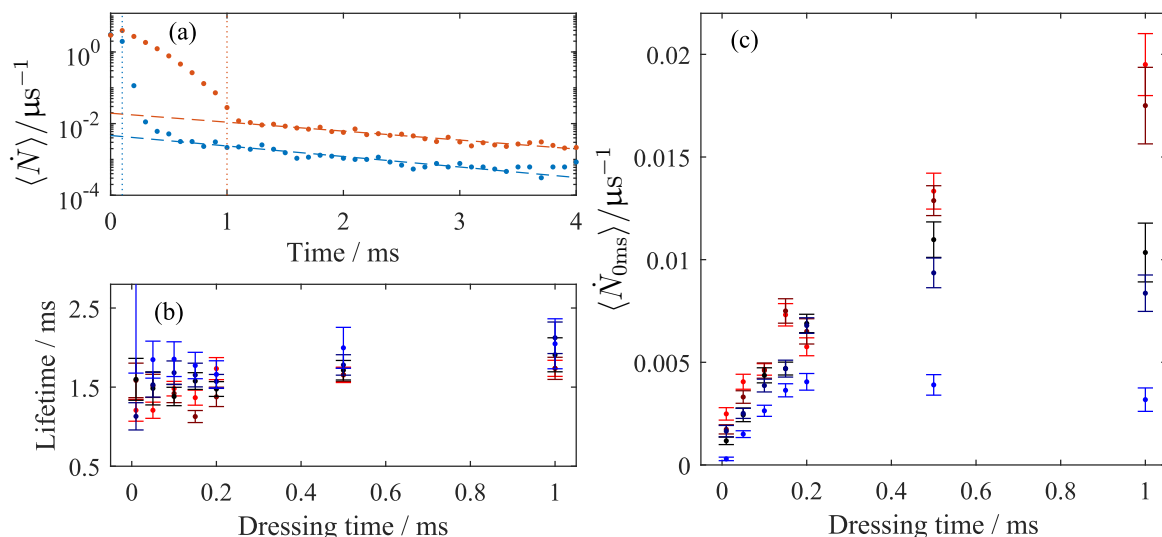 (a)
⟨Ṅ⟩/μs⁻¹
10⁰
10⁻²
10⁻⁴
0 1 2 3 4
Time / ms
(b)
Lifetime / ms
2.5
1.5
0.5
0 0.2 0.4 0.6 0.8 1
Dressing time / ms
(c)
⟨Ṅ₀ₘₛ⟩/μs⁻¹
0.02
0.015
0.01
0.005
0
0 0.2 0.4 0.6 0.8 1
Dressing time / ms